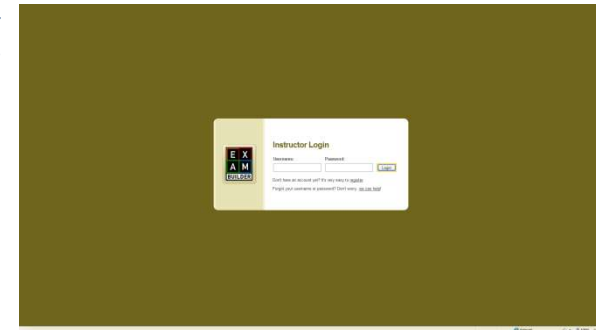 E X
A M
BUILDER
Instructor Login
Username: Password:
Login
Don't have an account yet? It's very easy to register
Forgot your username or password? Don't worry, we can help!